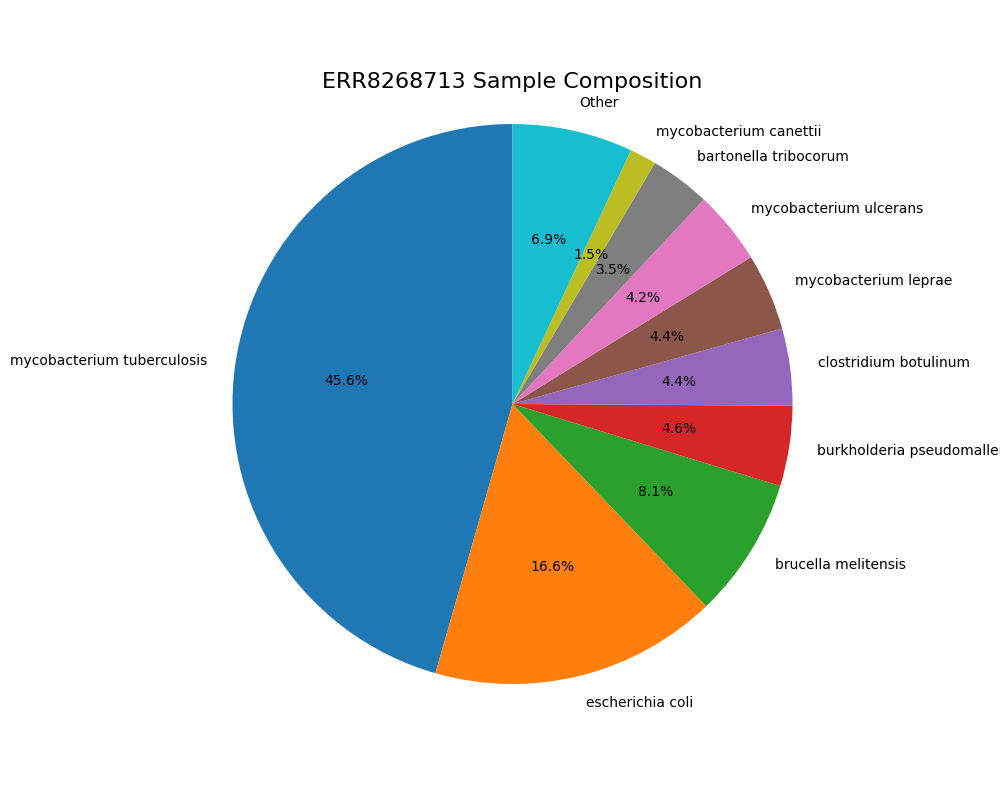 ERR8268713 Sample Composition
Other
mycobacterium canettii
bartonella tribocorum
mycobacterium ulcerans
mycobacterium leprae
clostridium botulinum
burkholderia pseudomallei
brucella melitensis
escherichia coli
mycobacterium tuberculosis
6.9%
1.5%
3.5%
4.2%
4.4%
4.4%
4.6%
8.1%
16.6%
45.6%